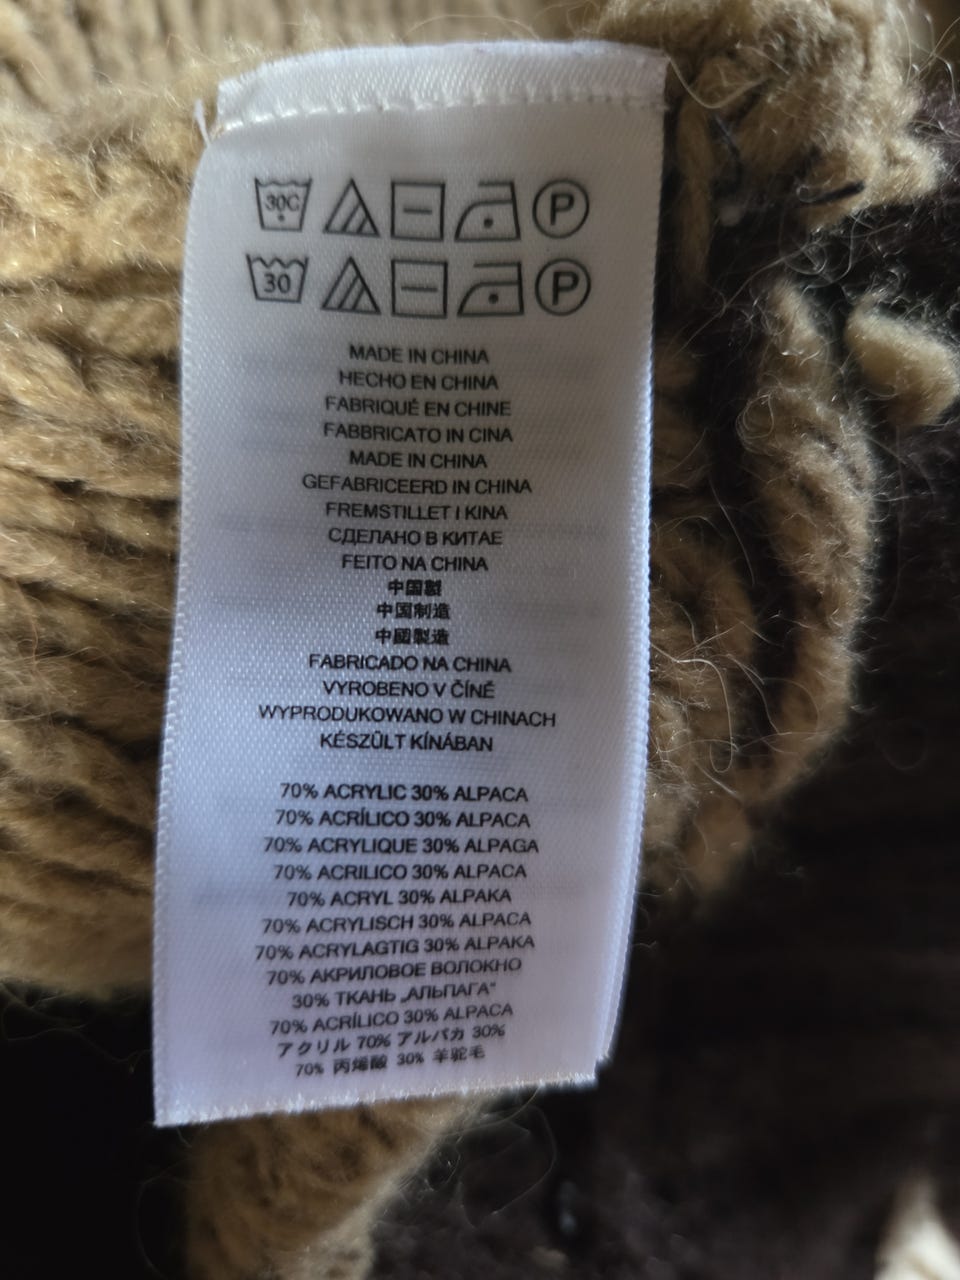 30C
P
30
P
MADE IN CHINA
HECHO EN CHINA
FABRIQUÉ EN CHINE
FABBRICATO IN CINA
MADE IN CHINA
GEFABRICEERD IN CHINA
FREMSTILLET I KINA
СДЕЛАНО В КИТАЕ
FEITO NA CHINA
中国製
中国制造
中國製造
FABRICADO NA CHINA
VYROBENO V ČÍNĚ
WYPRODUKOWANO W CHINACH
KÉSZÛLT KÍNÁBAN
70% ACRYLIC 30% ALPACA
70% ACRÍLICO 30% ALPACA
70% ACRYLIQUE 30% ALPAGA
70% ACRILICO 30% ALPACA
70% ACRYL 30% ALPAKA
70% ACRYLISCH 30% ALPACA
70% ACRYLAGTIG 30% ALPAKA
70% АКРИЛОВОЕ ВОЛОКНО
30% ТКАНЬ „АЛЬПАГА"
70% ACRÍLICO 30% ALPACA
アクリル 70% アルパカ 30%
70% 丙烯酸 30% 羊驼毛